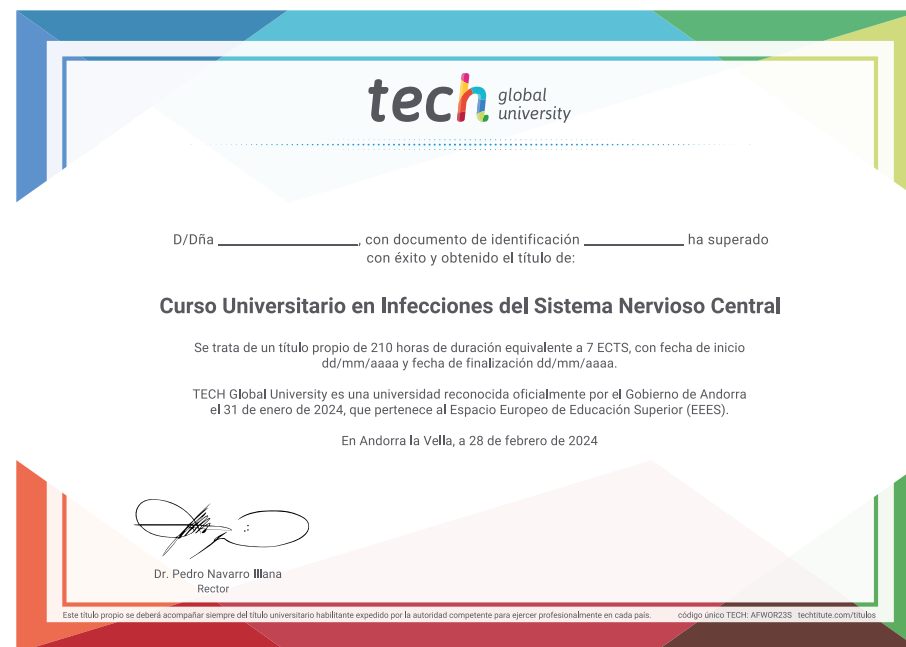 tech global university
D/Dña ____________________, con documento de identificación ______________ ha superado
con éxito y obtenido el título de:
Curso Universitario en Infecciones del Sistema Nervioso Central
Se trata de un título propio de 210 horas de duración equivalente a 7 ECTS, con fecha de inicio
dd/mm/aaaa y fecha de finalización dd/mm/aaaa.
TECH Global University es una universidad reconocida oficialmente por el Gobierno de Andorra
el 31 de enero de 2024, que pertenece al Espacio Europeo de Educación Superior (EEES).
En Andorra la Vella, a 28 de febrero de 2024
Dr. Pedro Navarro Illana
Rector
Este título propio se deberá acompañar siempre del título universitario habilitante expedido por la autoridad competente para ejercer profesionalmente en cada país. código único TECH: AFWOR23S techtitute.com/titulos